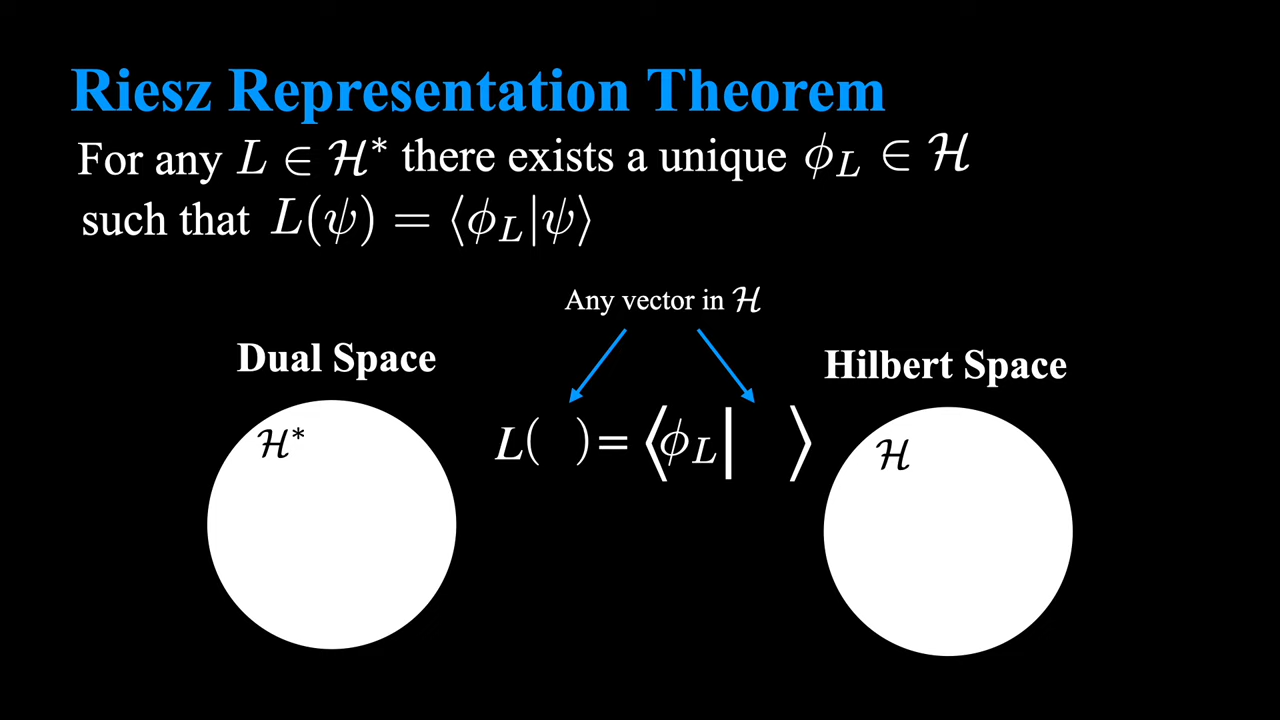 Riesz Representation Theorem
For any L ∈ ℋ* there exists a unique ϕ_L ∈ ℋ
such that L(ψ) = ⟨ϕ_L|ψ⟩
Any vector in ℋ
Dual Space
Hilbert Space
ℋ*
L( ) = ⟨ϕ_L| ⟩
ℋ